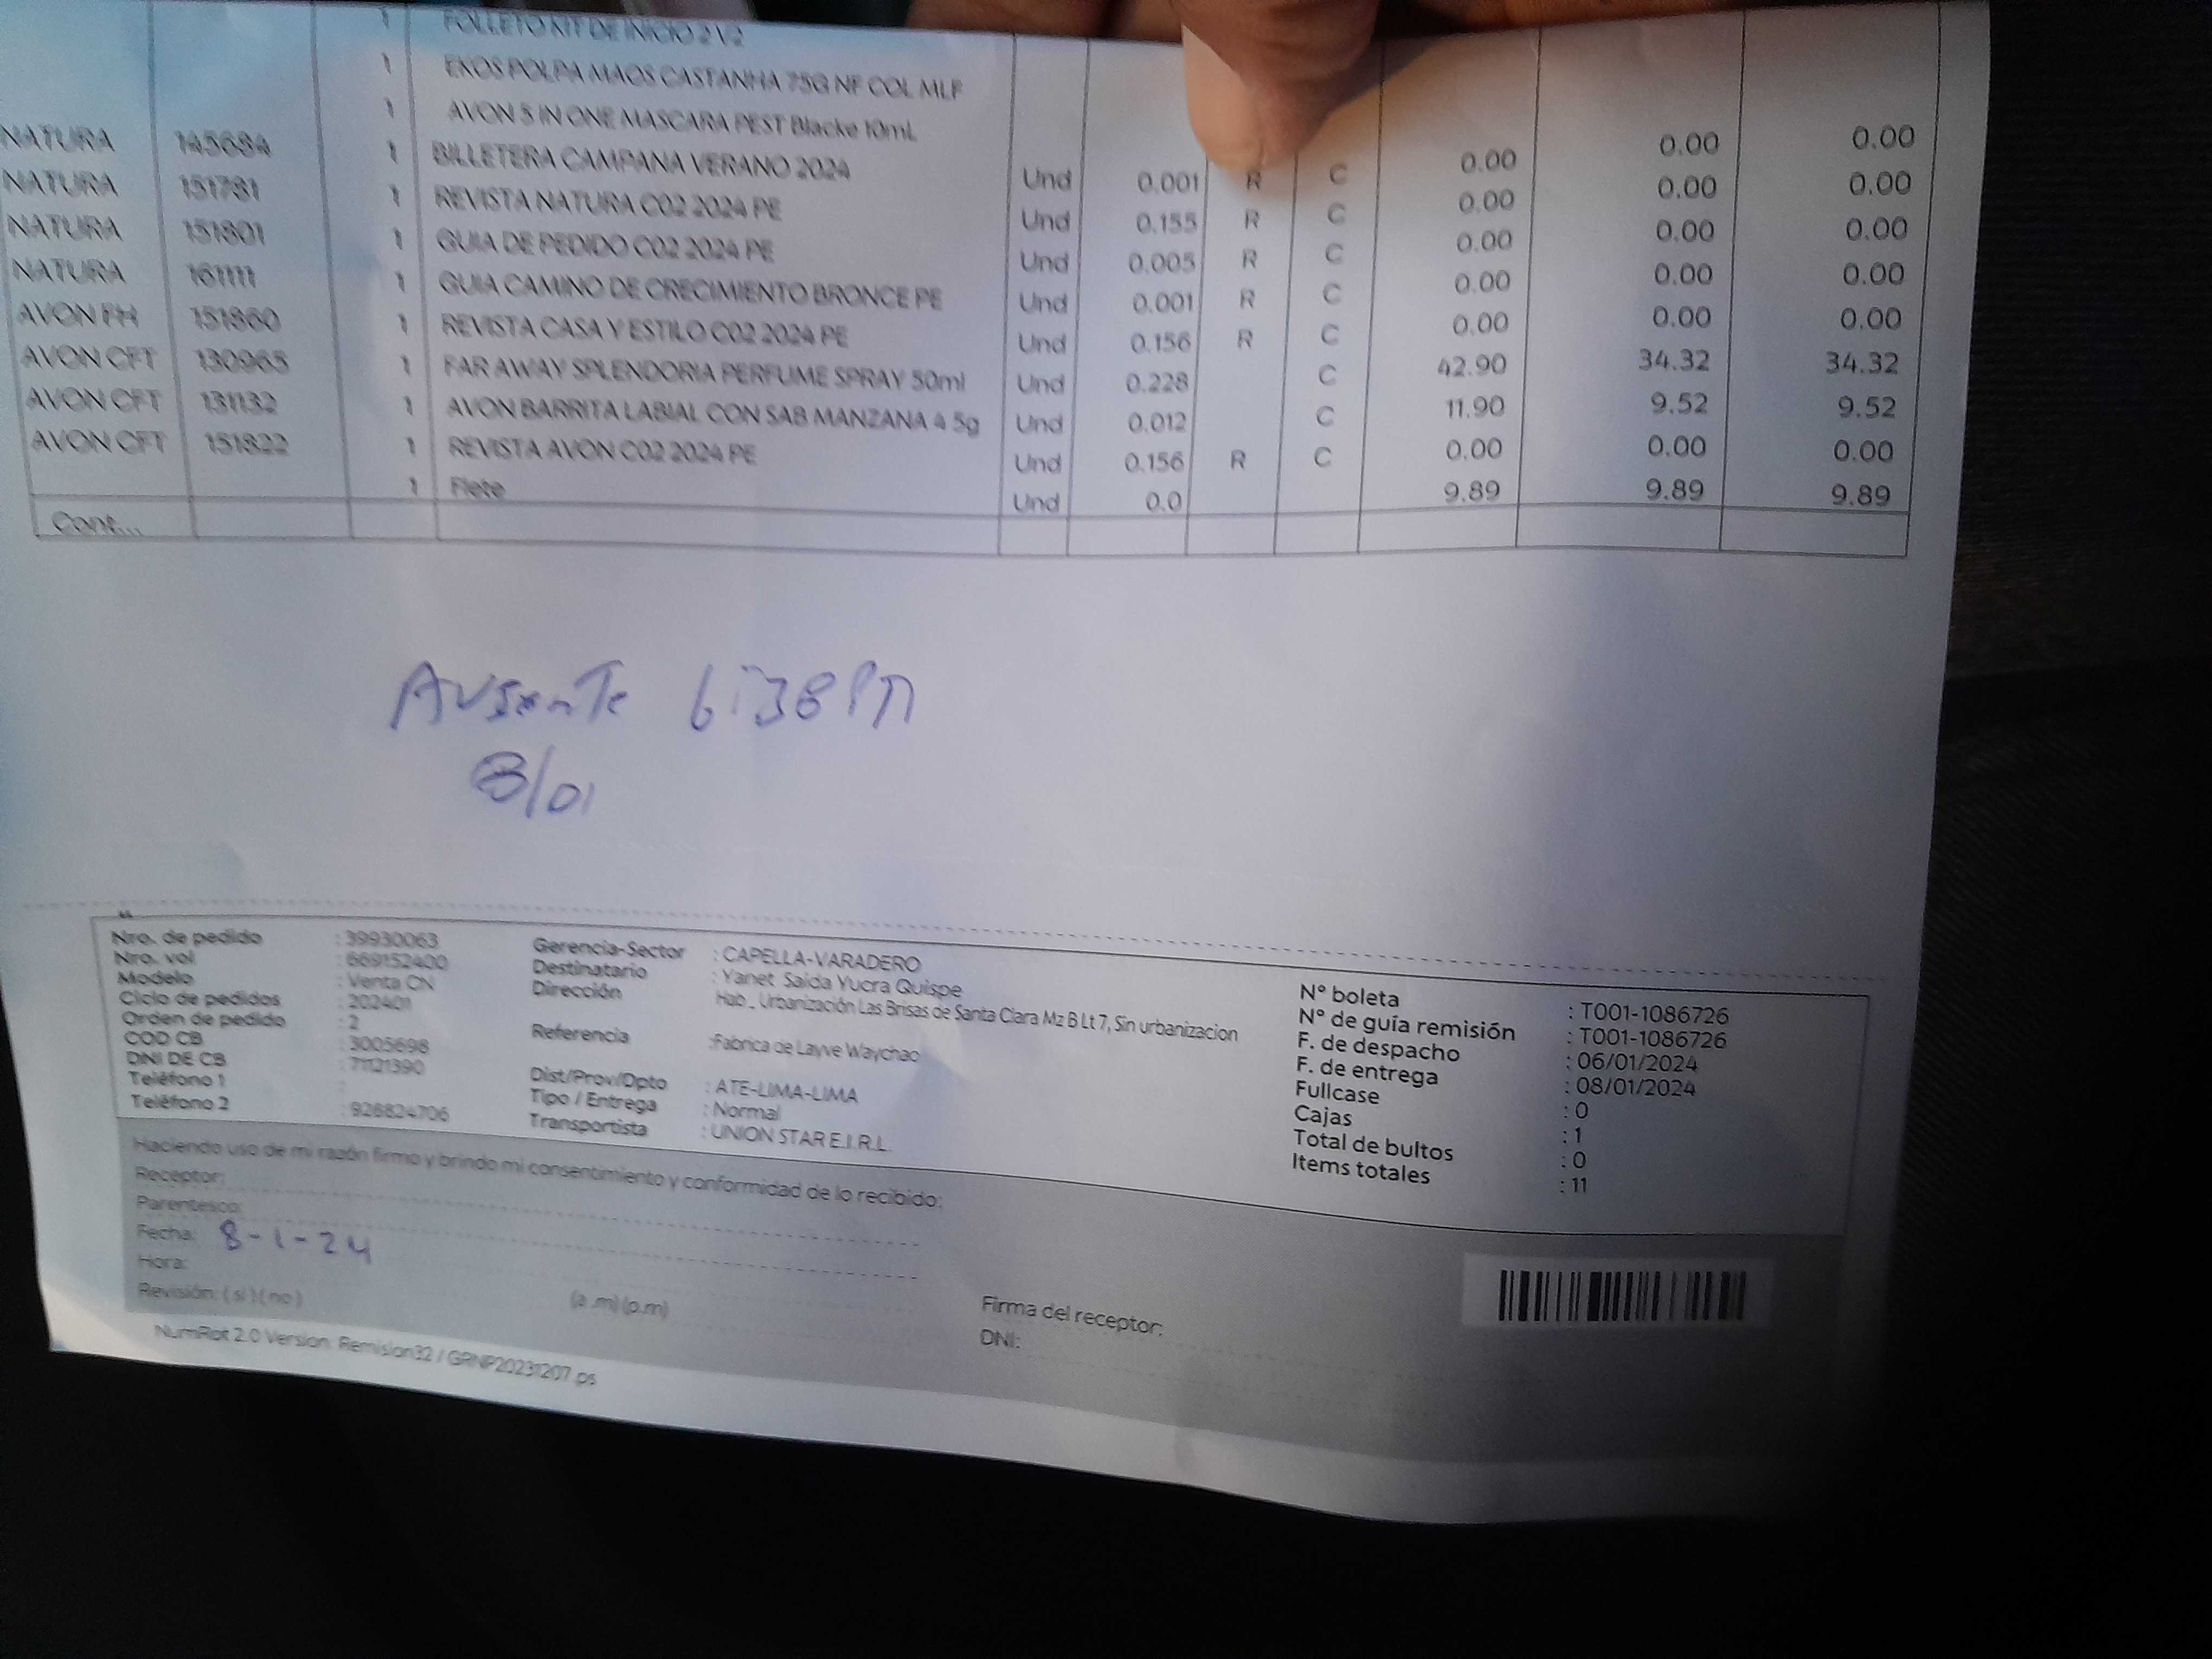 1 FOLLETO KIT DE INICIO 2 V2
1 EKOS POLPA MAOS CASTANHA 75G NF COL MLF
1 AVON 5 IN ONE MASCARA PEST Blacke 10mL
NATURA 145684 1 BILLETERA CAMPANA VERANO 2024 Und 0.001 R C 0.00 0.00 0.00
NATURA 151781 1 REVISTA NATURA C02 2024 PE Und 0.155 R C 0.00 0.00 0.00
NATURA 151801 1 GUIA DE PEDIDO C02 2024 PE Und 0.005 R C 0.00 0.00 0.00
NATURA 161111 1 GUIA CAMINO DE CRECIMIENTO BRONCE PE Und 0.001 R C 0.00 0.00 0.00
AVON FH 151860 1 REVISTA CASA Y ESTILO C02 2024 PE Und 0.156 R C 0.00 0.00 0.00
AVON CFT 130965 1 FAR AWAY SPLENDORIA PERFUME SPRAY 50ml Und 0.228 C 42.90 34.32 34.32
AVON CFT 131132 1 AVON BARRITA LABIAL CON SAB MANZANA 4 5g Und 0.012 C 11.90 9.52 9.52
AVON CFT 151822 1 REVISTA AVON C02 2024 PE Und 0.156 R C 0.00 0.00 0.00
1 Flete Und 0.0 9.89 9.89 9.89
Cont...
Ausente 6:38 Pm
8/01
Nro. de pedido : 39930063
Nro. vol : 669152400
Modelo : Venta CN
Ciclo de pedidos : 202401
Orden de pedido : 2
COD CB : 3005698
DNI DE CB : 71121390
Teléfono 1 :
Teléfono 2 : 926824706
Gerencia-Sector : CAPELLA-VARADERO
Destinatario : Yanet Saida Yucra Quispe
Dirección Hab_ Urbanización Las Brisas de Santa Clara Mz B Lt 7, Sin urbanizacion
Referencia :Fabrica de Layve Waychao
Dist/Prov/Dpto : ATE-LIMA-LIMA
Tipo / Entrega : Normal
Transportista : UNION STAR E.I.R.L.
N° boleta : T001-1086726
N° de guía remisión : T001-1086726
F. de despacho : 06/01/2024
F. de entrega : 08/01/2024
Fullcase : 0
Cajas : 1
Total de bultos : 0
Items totales : 11
Haciendo uso de mi razón firmo y brindo mi consentimiento y conformidad de lo recibido:
Receptor:
Parentesco:
Fecha: 8-1-24
Hora:
Revisión: ( si ) ( no ) (a .m) (p.m)
Firma del receptor:
DNI:
NumRot 2.0 Version: Remision32 / GRNP20231207.ps